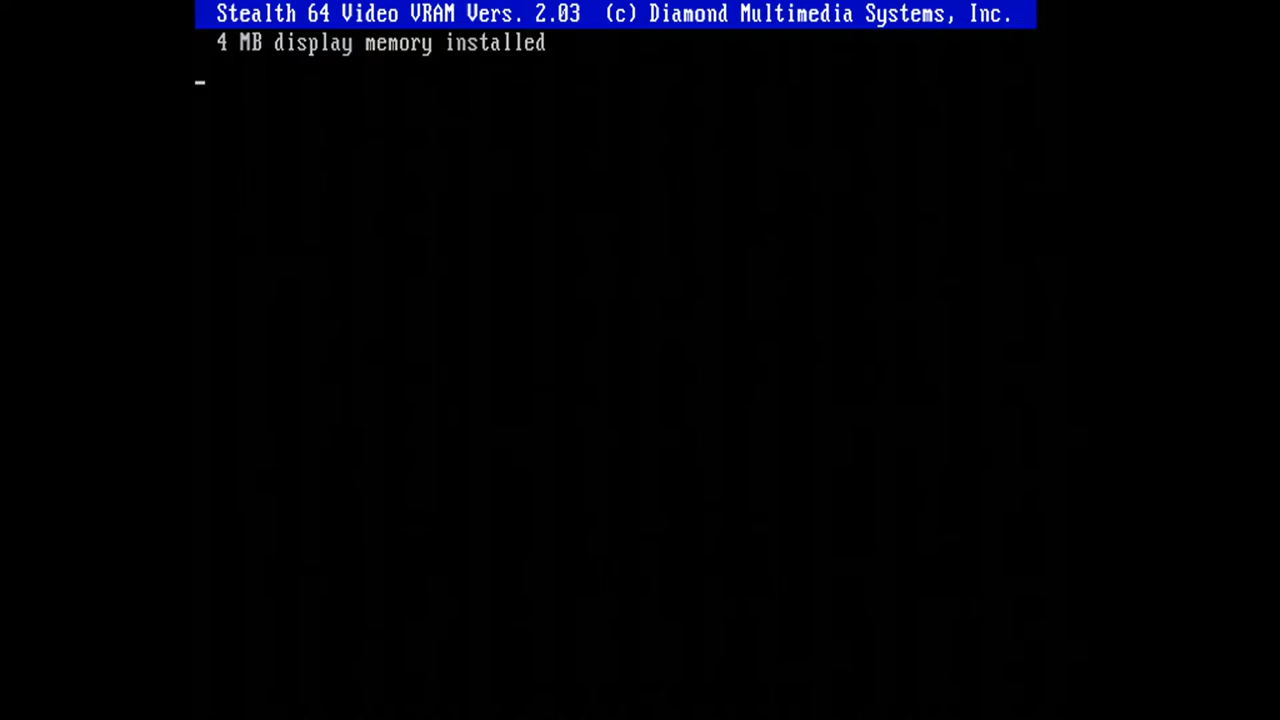 Stealth 64 Video VRAM Vers. 2.03  (c) Diamond Multimedia Systems, Inc.
4 MB display memory installed